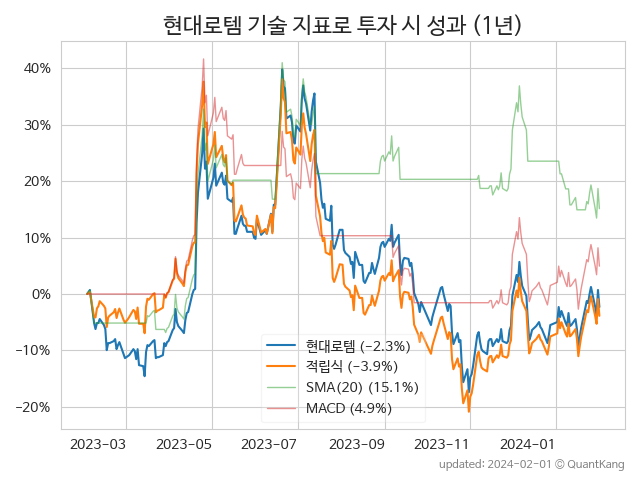 현대로템 기술 지표로 투자 시 성과 (1년)
40%
30%
20%
10%
0%
−10%
−20%
현대로템 (−2.3%)
적립식 (−3.9%)
SMA(20) (15.1%)
MACD (4.9%)
2023-03
2023-05
2023-07
2023-09
2023-11
2024-01
updated: 2024-02-01 © QuantKang